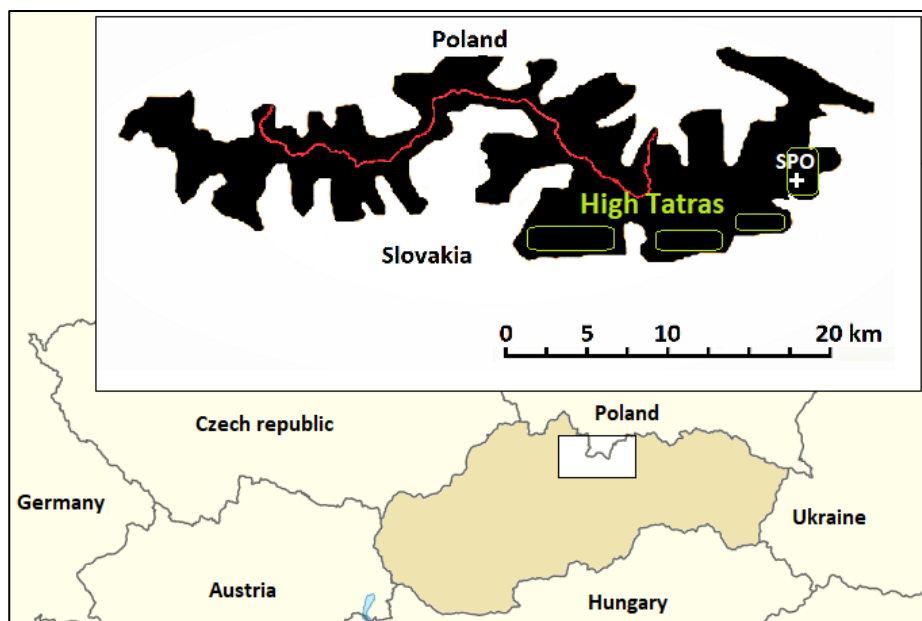 Poland
SPO
High Tatras
Slovakia
0 5 10 20 km
Poland
Czech republic
Germany
Ukraine
Austria
Hungary